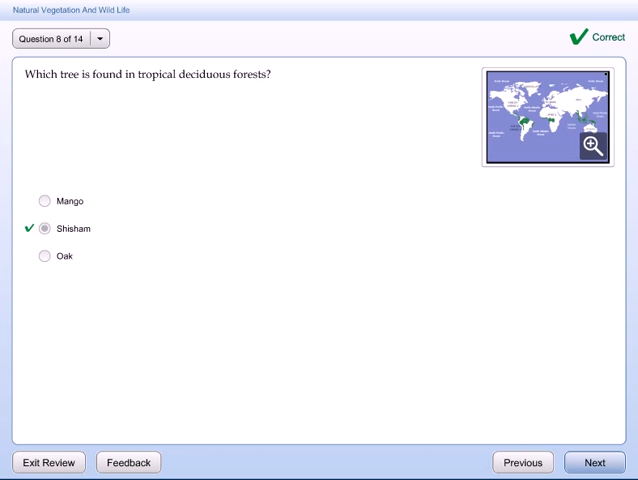 Natural Vegetation And Wild Life
Question 8 of 14
Correct
Which tree is found in tropical deciduous forests?
Mango
Shisham
Oak
Exit Review
Feedback
Previous
Next